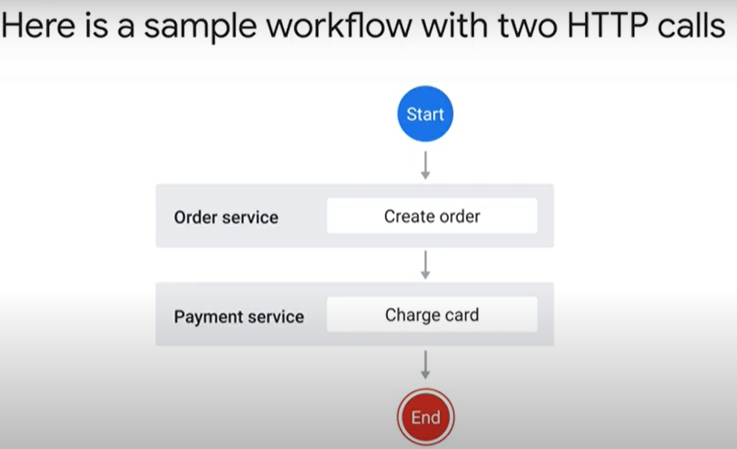 Here is a sample workflow with two HTTP calls
Start
Order service
Create order
Payment service
Charge card
End